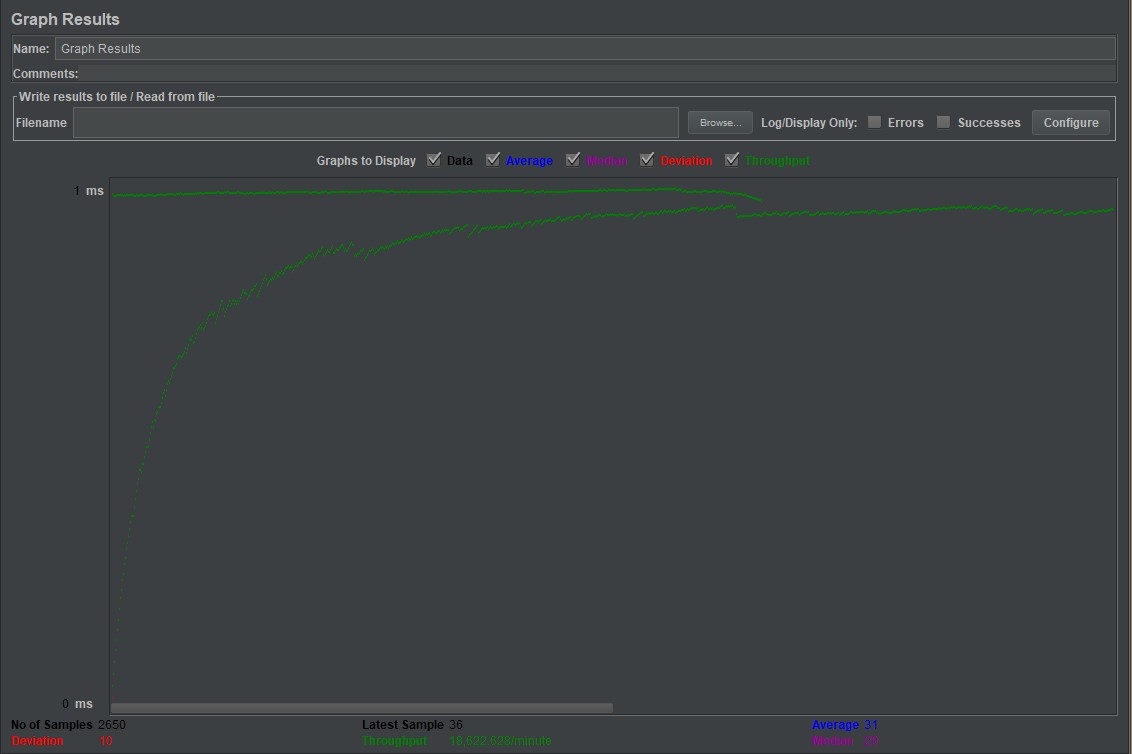 Graph Results
Name: Graph Results
Comments:
Write results to file / Read from file
Filename Browse... Log/Display Only: Errors Successes Configure
Graphs to Display Data Average Median Deviation Throughput
1 ms
0 ms
No of Samples 2650 Latest Sample 36 Average 31
Deviation 10 Throughput 18,622.628/minute Median